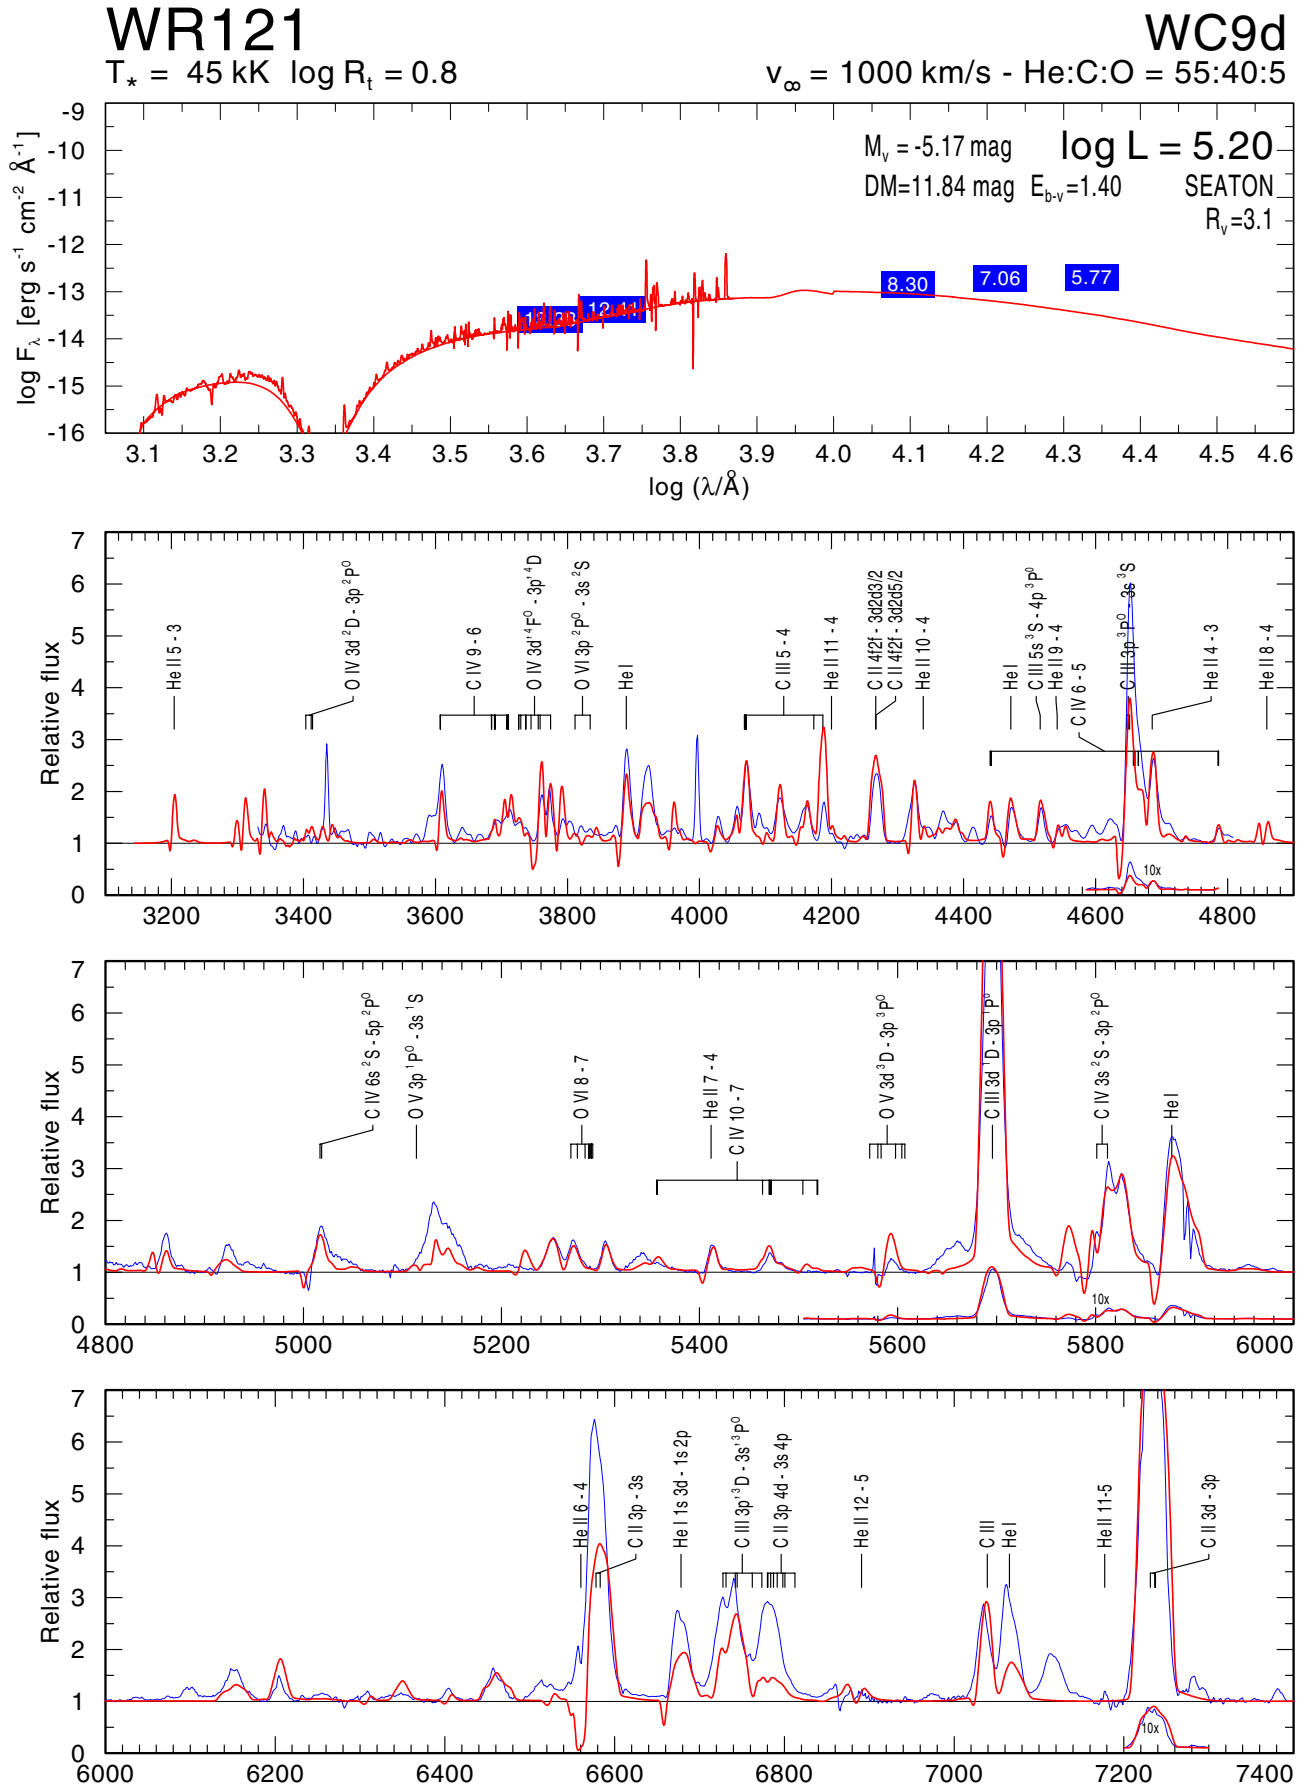 WR121
WC9d
T* = 45 kK log Rt = 0.8
v∞ = 1000 km/s - He:C:O = 55:40:5
log Fλ [erg s-1 cm-2 Å-1]
-9
-10
-11
-12
-13
-14
-15
-16
Mv = -5.17 mag log L = 5.20
DM=11.84 mag Eb-v=1.40 SEATON
Rv=3.1
8.30 7.06 5.77
3.1 3.2 3.3 3.4 3.5 3.6 3.7 3.8 3.9 4.0 4.1 4.2 4.3 4.4 4.5 4.6
log (λ/Å)
Relative flux
7
6
5
4
3
2
1
0
He II 5 - 3
O IV 3d 2D - 3p 2P0
C IV 9 - 6
O IV 3d' 4F0 - 3p' 4D
O VI 3p 2P0 - 3s 2S
He I
C III 5 - 4
He II 11 - 4
C II 4f2f - 3d2d3/2
C II 4f2f - 3d2d5/2
He II 10 - 4
He I
C III 5s 3S - 4p 3P0
He II 9 - 4
C IV 6 - 5
C III 3p 3P0 - 3s 3S
He II 4 - 3
He II 8 - 4
10x
3200 3400 3600 3800 4000 4200 4400 4600 4800
Relative flux
7
6
5
4
3
2
1
0
C IV 6s 2S - 5p 2P0
O V 3p 1P0 - 3s 1S
O VI 8 - 7
He II 7 - 4
C IV 10 - 7
O V 3d 3D - 3p 3P0
C III 3d 1D - 3p 1P0
C IV 3s 2S - 3p 2P0
He I
10x
4800 5000 5200 5400 5600 5800 6000
Relative flux
7
6
5
4
3
2
1
0
He II 6 - 4
C II 3p - 3s
He I 1s 3d - 1s 2p
C III 3p' 3D - 3s' 3P0
C II 3p 4d - 3s 4p
He II 12 - 5
C III
He I
He II 11-5
C II 3d - 3p
10x
6000 6200 6400 6600 6800 7000 7200 7400